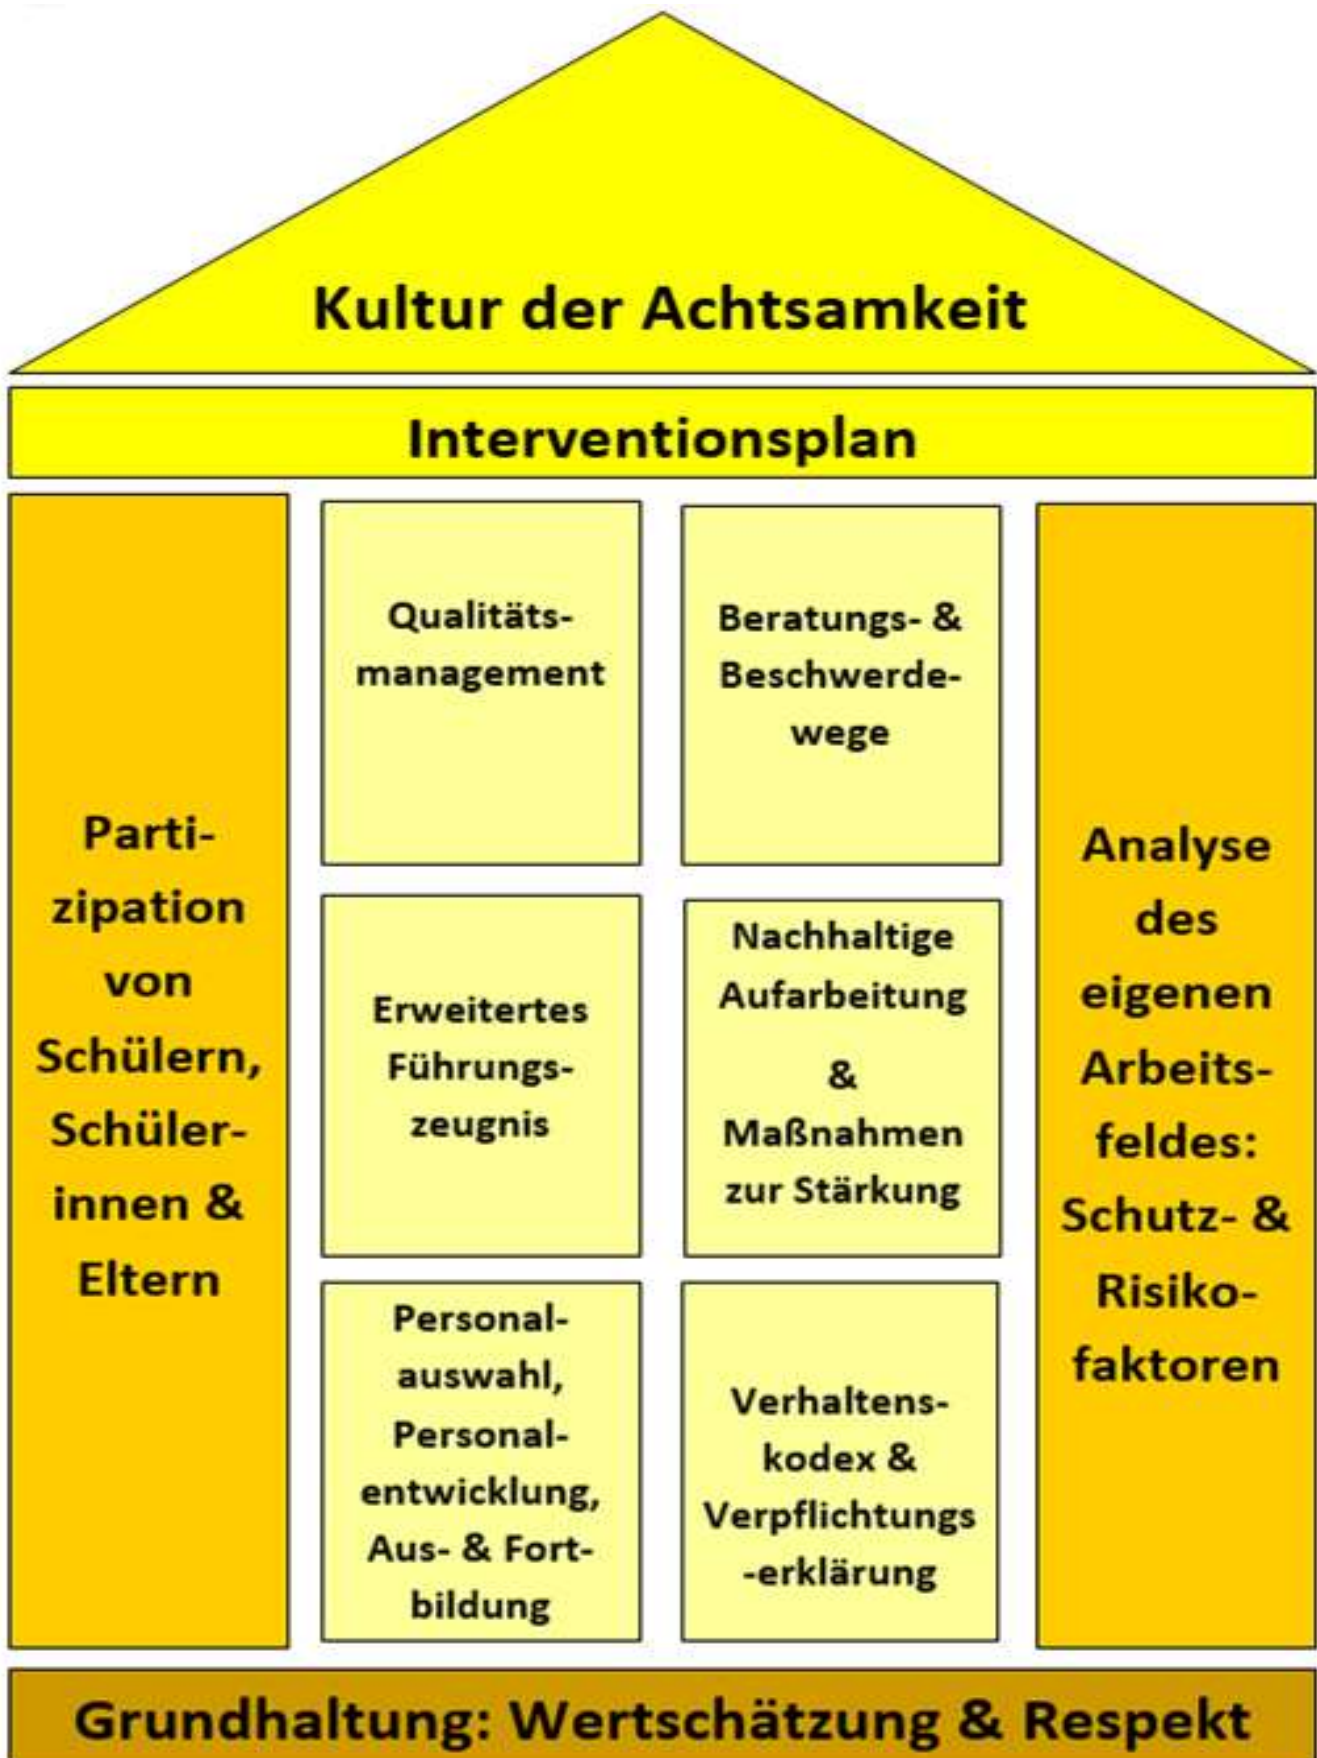 Kultur der Achtsamkeit
Interventionsplan
Parti-
zipation
von
Schülern,
Schüler-
innen &
Eltern
Qualitäts-
management
Beratungs- &
Beschwerde-
wege
Erweitertes
Führungs-
zeugnis
Nachhaltige
Aufarbeitung
&
Maßnahmen
zur Stärkung
Personal-
auswahl,
Personal-
entwicklung,
Aus- & Fort-
bildung
Verhaltens-
kodex &
Verpflichtungs
-erklärung
Analyse
des
eigenen
Arbeits-
feldes:
Schutz- &
Risiko-
faktoren
Grundhaltung: Wertschätzung & Respekt